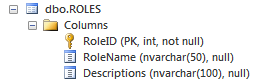 dbo.ROLES
Columns
RoleID (PK, int, not null)
RoleName (nvarchar(50), null)
Descriptions (nvarchar(100), null)